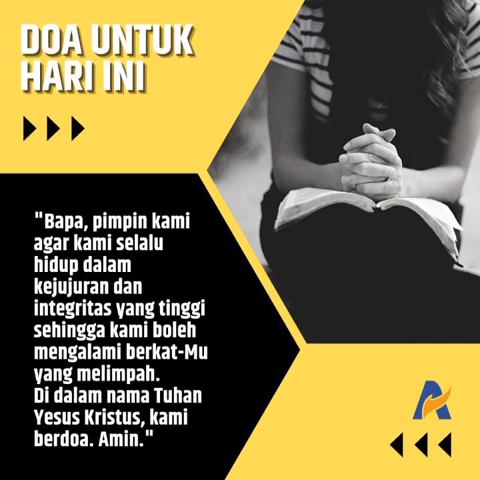 DOA UNTUK
HARI INI
"Bapa, pimpin kami
agar kami selalu
hidup dalam
kejujuran dan
integritas yang tinggi
sehingga kami boleh
mengalami berkat-Mu
yang melimpah.
Di dalam nama Tuhan
Yesus Kristus, kami
berdoa. Amin."